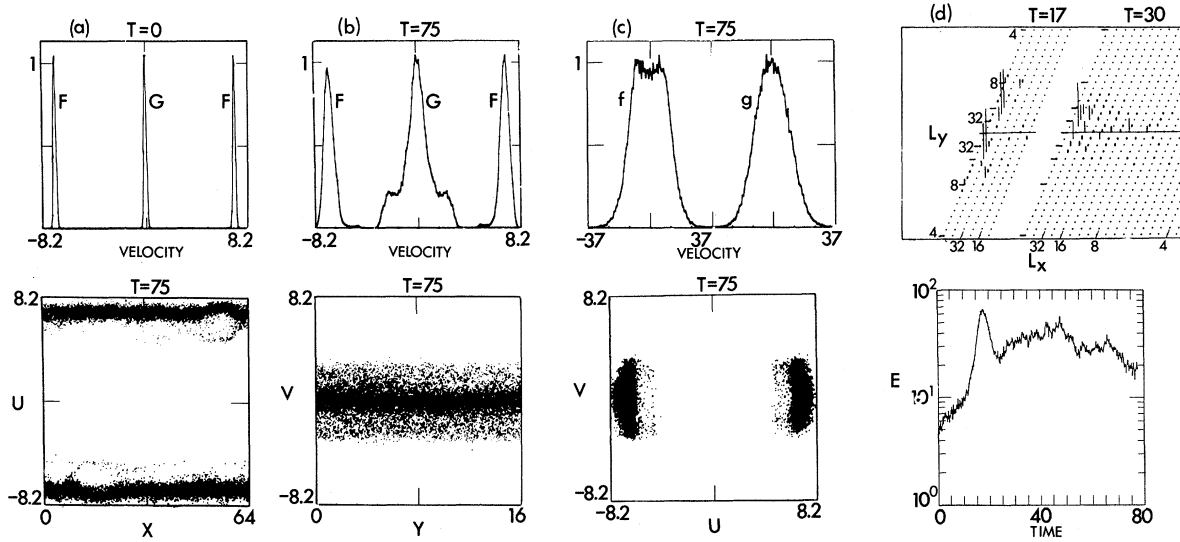 (a) T=0
1
F G F
-8.2 VELOCITY 8.2
(b) T=75
F G F
-8.2 VELOCITY 8.2
(c) T=75
1
f g
-37 37 37
VELOCITY
(d) T=17 T=30
4
8
32
Ly
32
8
4
32 16 32 16 8 4
Lx
T=75
8.2
U
-8.2
0 X 64
T=75
8.2
V
-8.2
0 Y 16
T=75
8.2
V
-8.2
-8.2 U 8.2
10²
E 10¹
10⁰
0 40 80
TIME